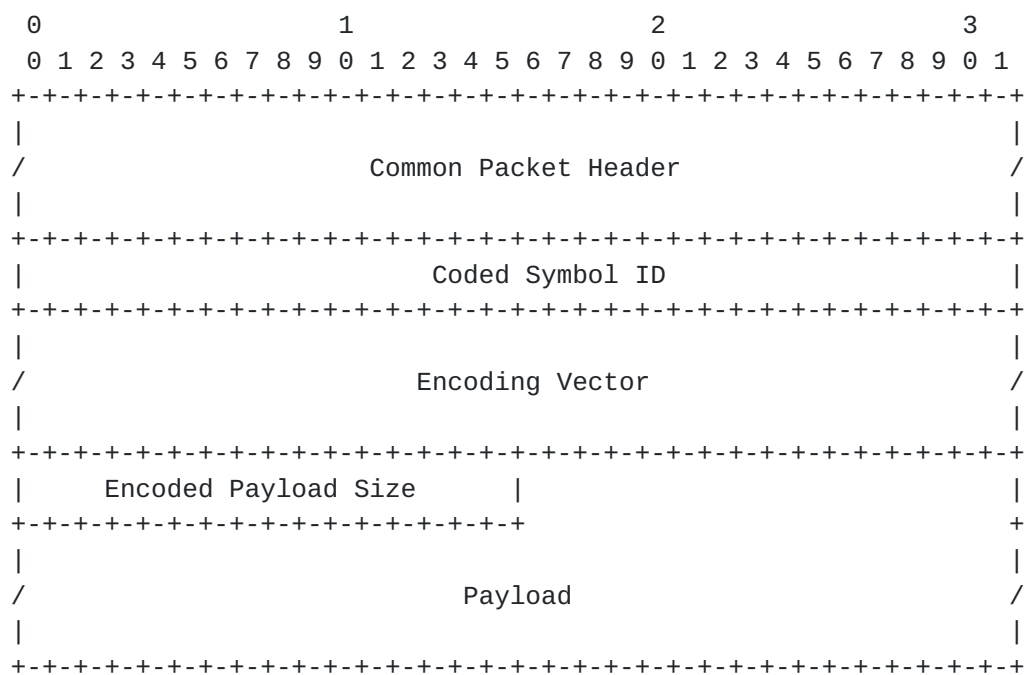 0                   1                   2                   3
 0 1 2 3 4 5 6 7 8 9 0 1 2 3 4 5 6 7 8 9 0 1 2 3 4 5 6 7 8 9 0 1
+-+-+-+-+-+-+-+-+-+-+-+-+-+-+-+-+-+-+-+-+-+-+-+-+-+-+-+-+-+-+-+-+
|                                                               |
/                      Common Packet Header                     /
|                                                               |
+-+-+-+-+-+-+-+-+-+-+-+-+-+-+-+-+-+-+-+-+-+-+-+-+-+-+-+-+-+-+-+-+
|                          Coded Symbol ID                      |
+-+-+-+-+-+-+-+-+-+-+-+-+-+-+-+-+-+-+-+-+-+-+-+-+-+-+-+-+-+-+-+-+
|                                                               |
/                         Encoding Vector                       /
|                                                               |
+-+-+-+-+-+-+-+-+-+-+-+-+-+-+-+-+-+-+-+-+-+-+-+-+-+-+-+-+-+-+-+-+
|     Encoded Payload Size      |                               |
+-+-+-+-+-+-+-+-+-+-+-+-+-+-+-+-+                               +
|                                                               |
/                            Payload                            /
|                                                               |
+-+-+-+-+-+-+-+-+-+-+-+-+-+-+-+-+-+-+-+-+-+-+-+-+-+-+-+-+-+-+-+-+